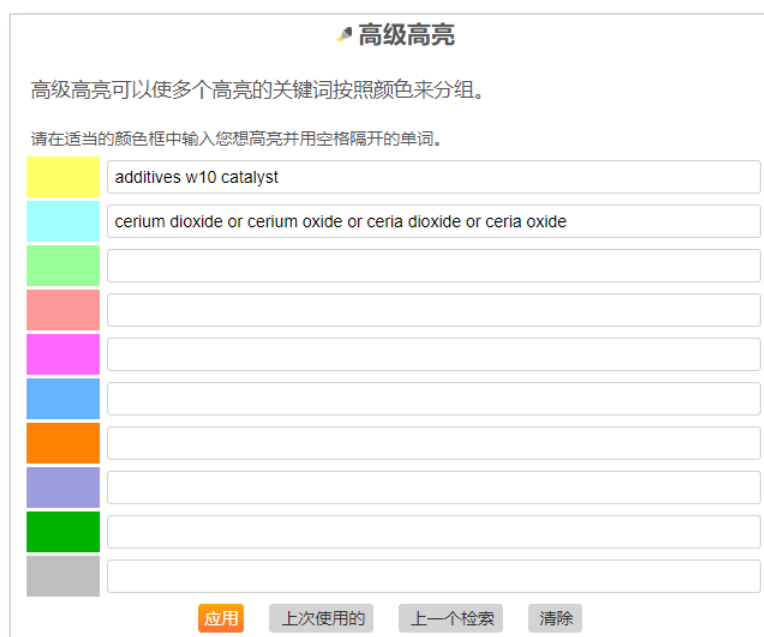 高级高亮
高级高亮可以使多个高亮的关键词按照颜色来分组。
请在适当的颜色框中输入您想高亮并用空格隔开的单词。
additives w10 catalyst
cerium dioxide or cerium oxide or ceria dioxide or ceria oxide
应用 上次使用的 上一个检索 清除